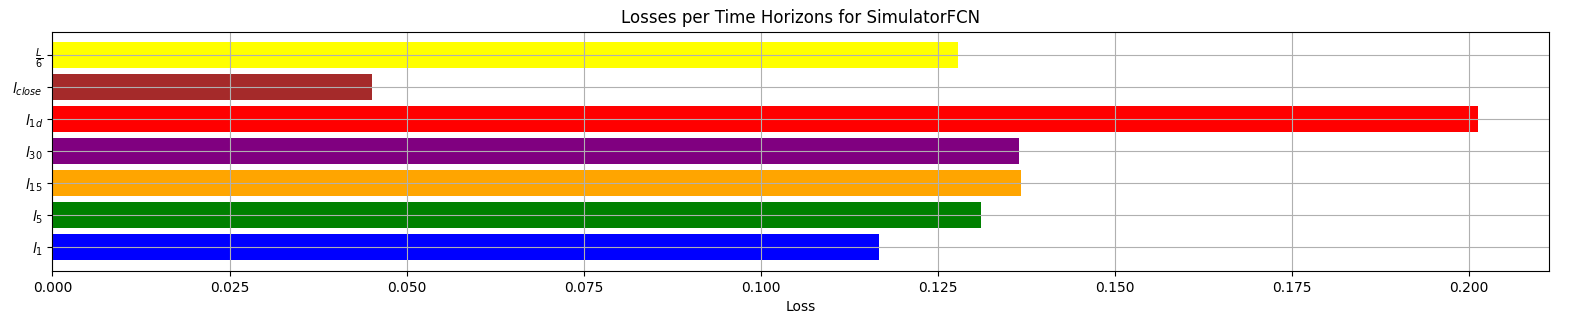 Losses per Time Horizons for SimulatorFCN
L/6
l_close
l_1d
l_30
l_15
l_5
l_1
0.000 0.025 0.050 0.075 0.100 0.125 0.150 0.175 0.200
Loss